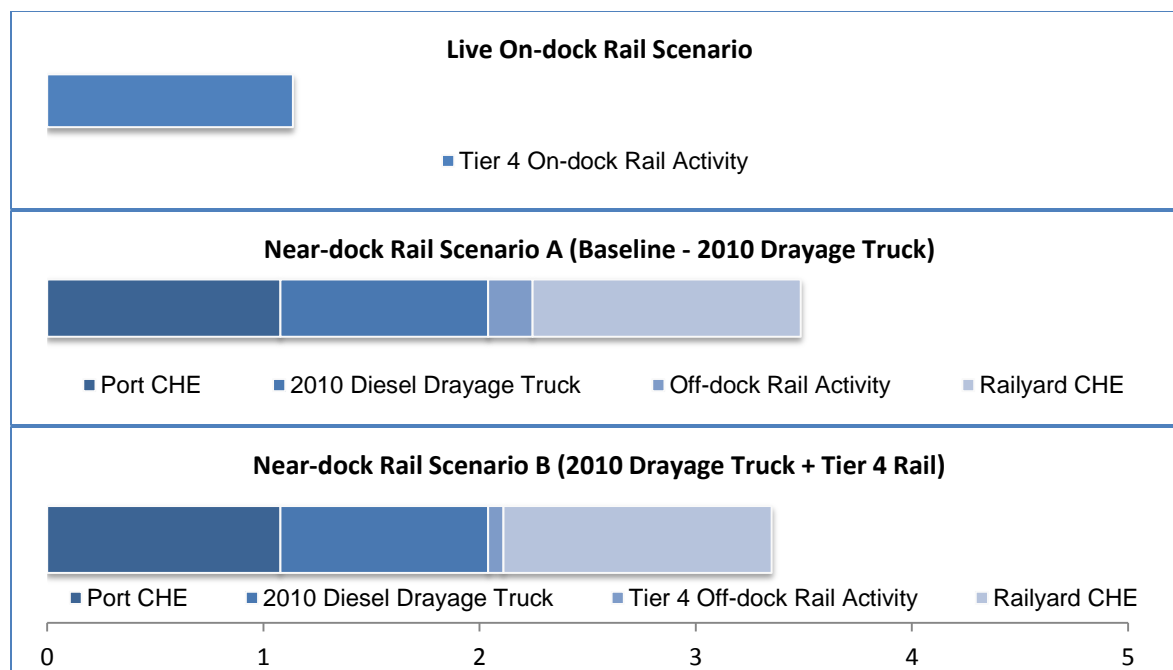 Live On-dock Rail Scenario
Tier 4 On-dock Rail Activity
Near-dock Rail Scenario A (Baseline - 2010 Drayage Truck)
Port CHE 2010 Diesel Drayage Truck Off-dock Rail Activity Railyard CHE
Near-dock Rail Scenario B (2010 Drayage Truck + Tier 4 Rail)
Port CHE 2010 Diesel Drayage Truck Tier 4 Off-dock Rail Activity Railyard CHE
0 1 2 3 4 5